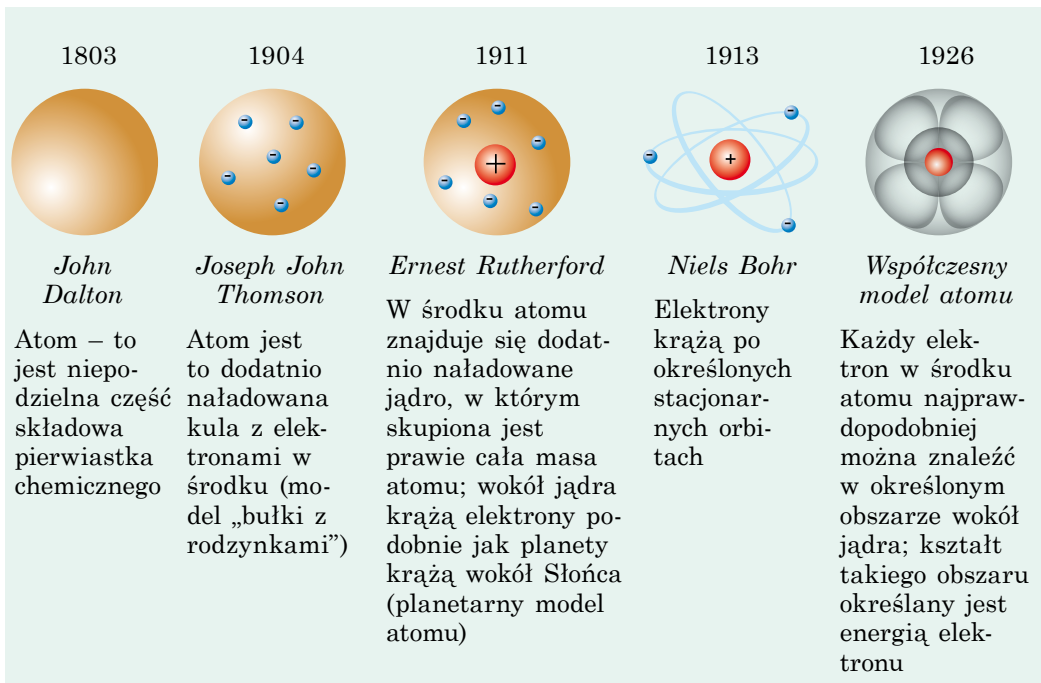 1803
John
Dalton
Atom – to
jest niepo-
dzielna część
składowa
pierwiastka
chemicznego
1904
Joseph John
Thomson
Atom jest
to dodatnio
naładowana
kula z elek-
tronami w
środku (mo-
del „bułki z
rodzynkami”)
1911
Ernest Rutherford
W środku atomu
znajduje się dodat-
nio naładowane
jądro, w którym
skupiona jest
prawie cała masa
atomu; wokół jądra
krążą elektrony po-
dobnie jak planety
krążą wokół Słońca
(planetarny model
atomu)
1913
Niels Bohr
Elektrony
krążą po
określonych
stacjonar-
nych orbi-
tach
1926
Współczesny
model atomu
Każdy elek-
tron w środku
atomu najpraw-
dopodobniej
można znaleźć
w określonym
obszarze wokół
jądra; kształt
takiego obszaru
określany jest
energią elek-
tronu